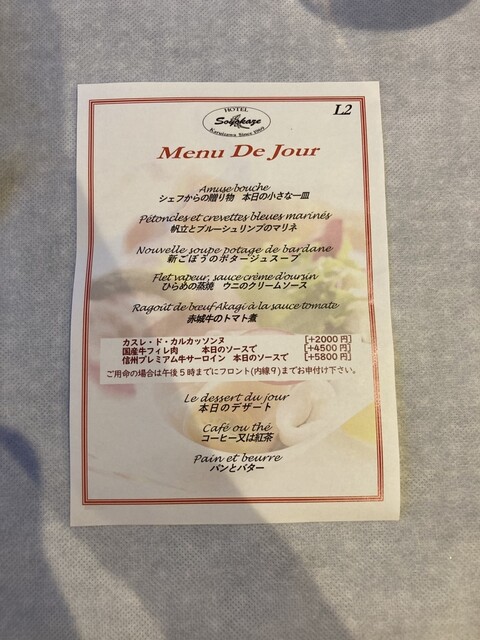 HOTEL
Soyokaze
Karuizawa Since
L2
Menu De Jour
Amuse bouche
シェフからの贈り物 本日の小さな一皿
Pétoncles et crevettes bleues marinés
帆立とブルーシュリンプのマリネ
Nouvelle soupe potage de bardane
新ごぼうのポタージュスープ
Flet vapeur, sauce créme d'oursin
ひらめの蒸焼 ウニのクリームソース
Ragoût de bœuf Akagi à la sauce tomate
赤城牛のトマト煮
カスレ・ド・カルカッソンヌ [+2000円]
国産牛フィレ肉 本日のソースで [+4500円]
信州プレミアム牛サーロイン 本日のソースで [+5800円]
ご用命の場合は午後5時までにフロント(内線9)までお申付け下さい。
Le dessert du jour
本日のデザート
Café ou thé
コーヒー又は紅茶
Pain et beurre
パンとバター